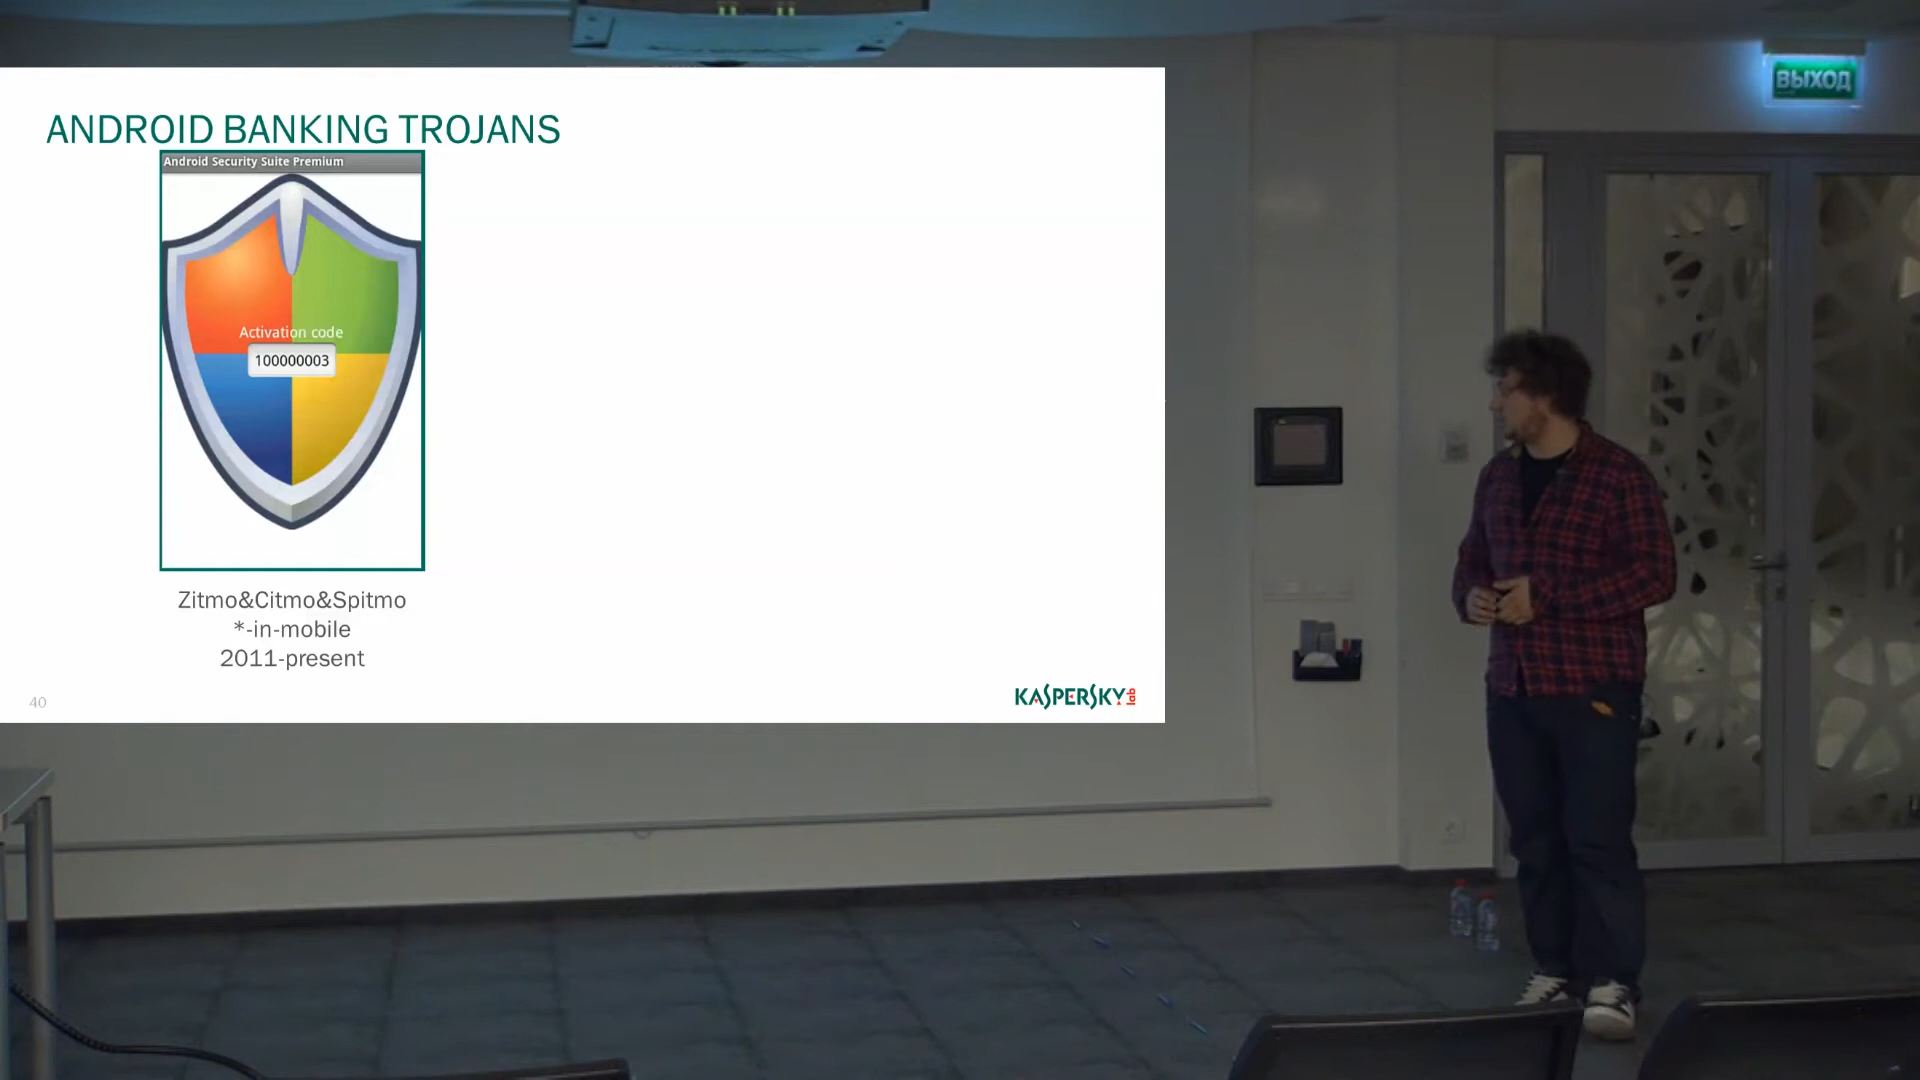 ANDROID BANKING TROJANS
Android Security Suite Premium
Activation code
100000003
Zitmo&Citmo&Spitmo
*-in-mobile
2011-present
40
KASPERSKY lab
ВЫХОД